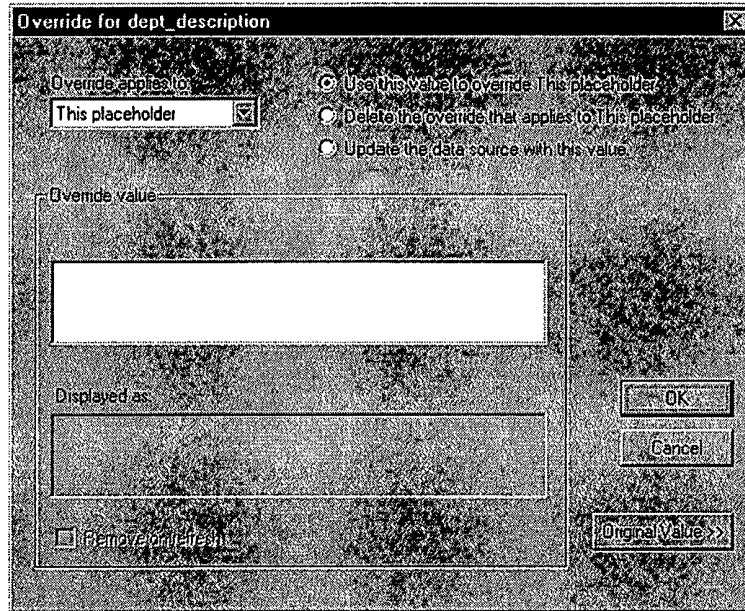 Override for dept_description
Override applies to:
This placeholder
Use this value to override This placeholder.
Delete the override that applies to This placeholder.
Update the data source with this value.
Override value
Displayed as:
OK
Cancel
Remove on refresh
Original Value >>